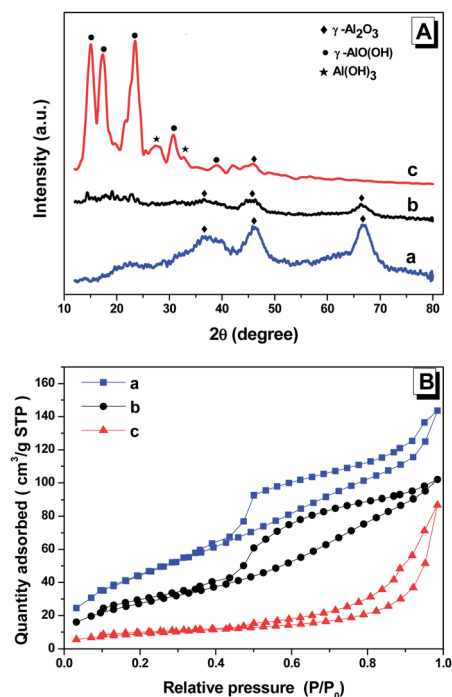 A
♦ γ-Al₂O₃
● γ-AlO(OH)
★ Al(OH)₃
Intensity (a.u.)
c
b
a
10 20 30 40 50 60 70 80
2θ (degree)
B
a
b
c
160
140
120
100
80
60
40
20
0
Quantity adsorbed ( cm³/g STP)
0.0 0.2 0.4 0.6 0.8 1.0
Relative pressure (P/P₀)